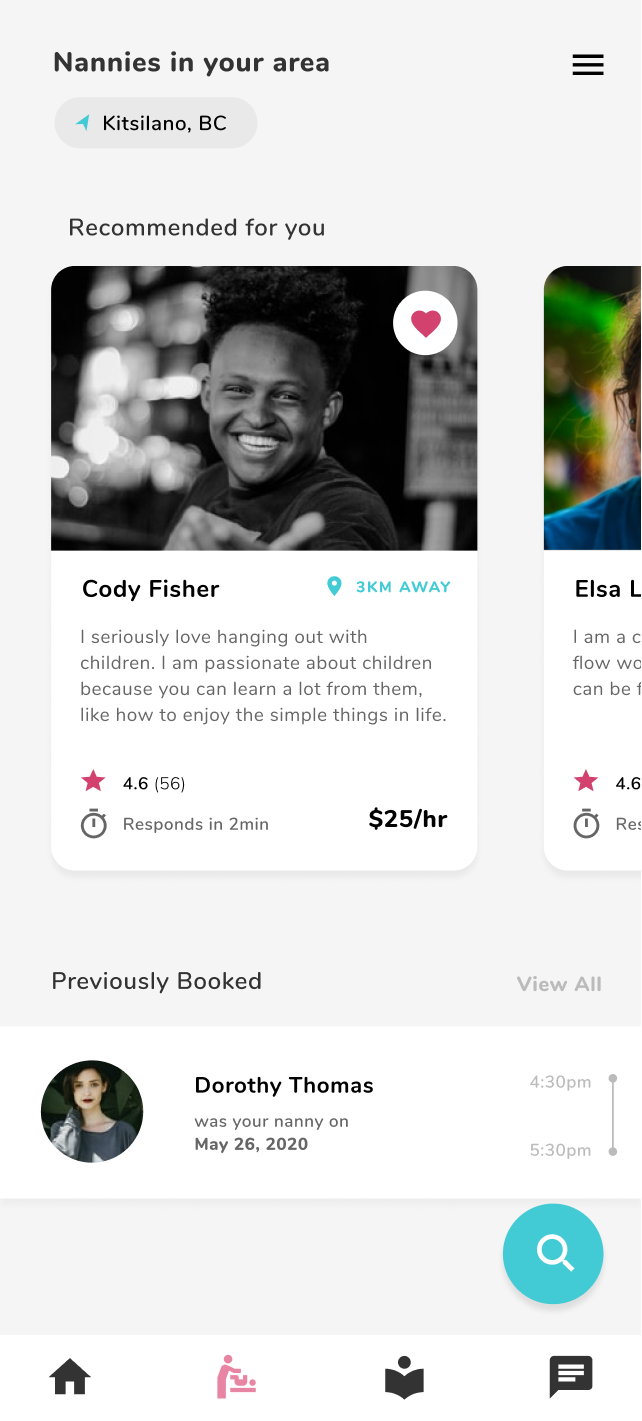 Nannies in your area
Kitsilano, BC
Recommended for you
Cody Fisher
3KM AWAY
I seriously love hanging out with
children. I am passionate about children
because you can learn a lot from them,
like how to enjoy the simple things in life.
4.6 (56)
Responds in 2min
$25/hr
Elsa L
I am a c
flow wo
can be f
4.6
Res
Previously Booked
View All
Dorothy Thomas
was your nanny on
May 26, 2020
4:30pm
5:30pm